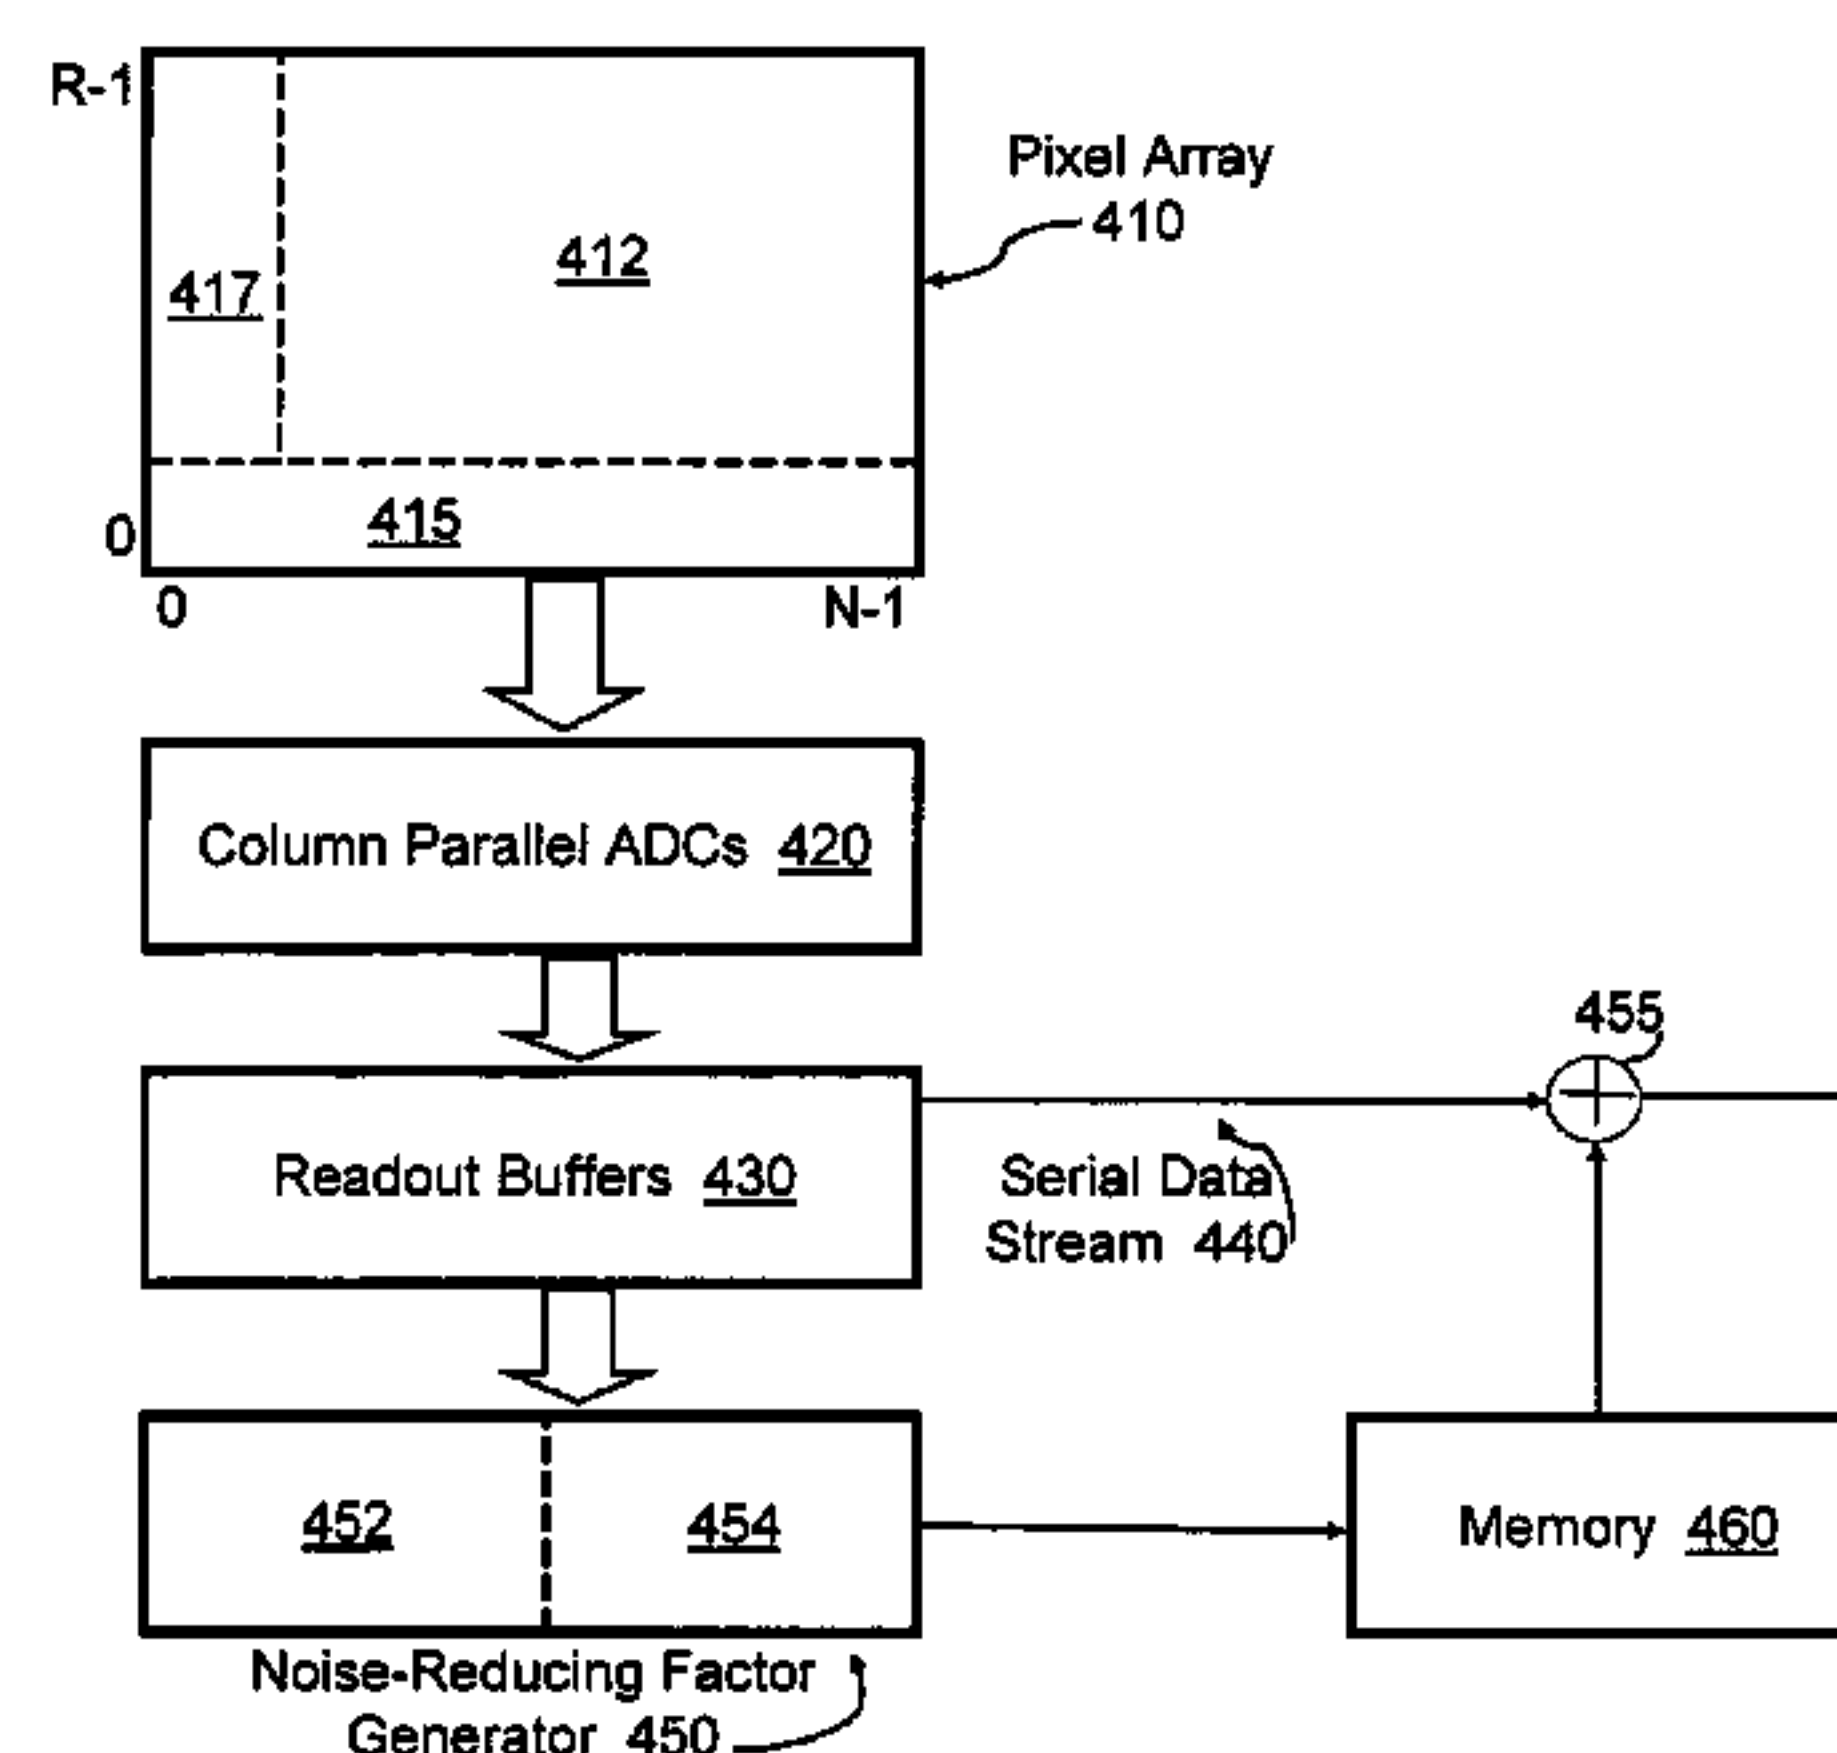 R-1
Pixel Array
410
412
417
415
0
0
N-1
Column Parallel ADCs 420
455
Readout Buffers 430
Serial Data
Stream 440
452
454
Memory 460
Noise-Reducing Factor
Generator 450